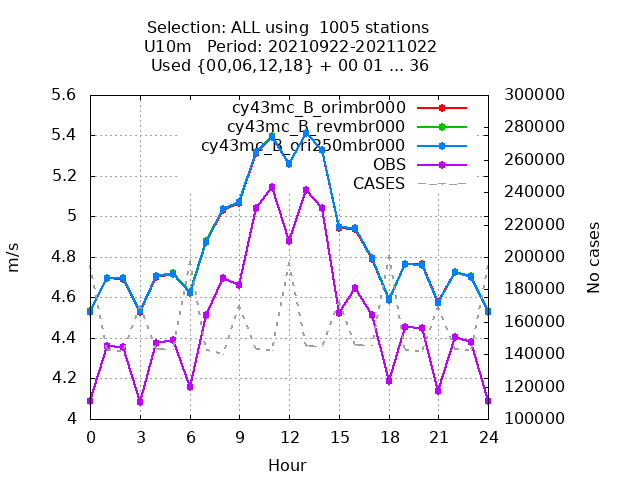 Selection: ALL using  1005 stations
U10m   Period: 20210922-20211022
Used {00,06,12,18} + 00 01 ... 36
cy43mc_B_orimbr000
cy43mc_B_revmbr000
cy43mc_B_ori250mbr000
OBS
CASES
5.6
5.4
5.2
5
4.8
4.6
4.4
4.2
4
m/s
300000
280000
260000
240000
220000
200000
180000
160000
140000
120000
100000
No cases
0 3 6 9 12 15 18 21 24
Hour